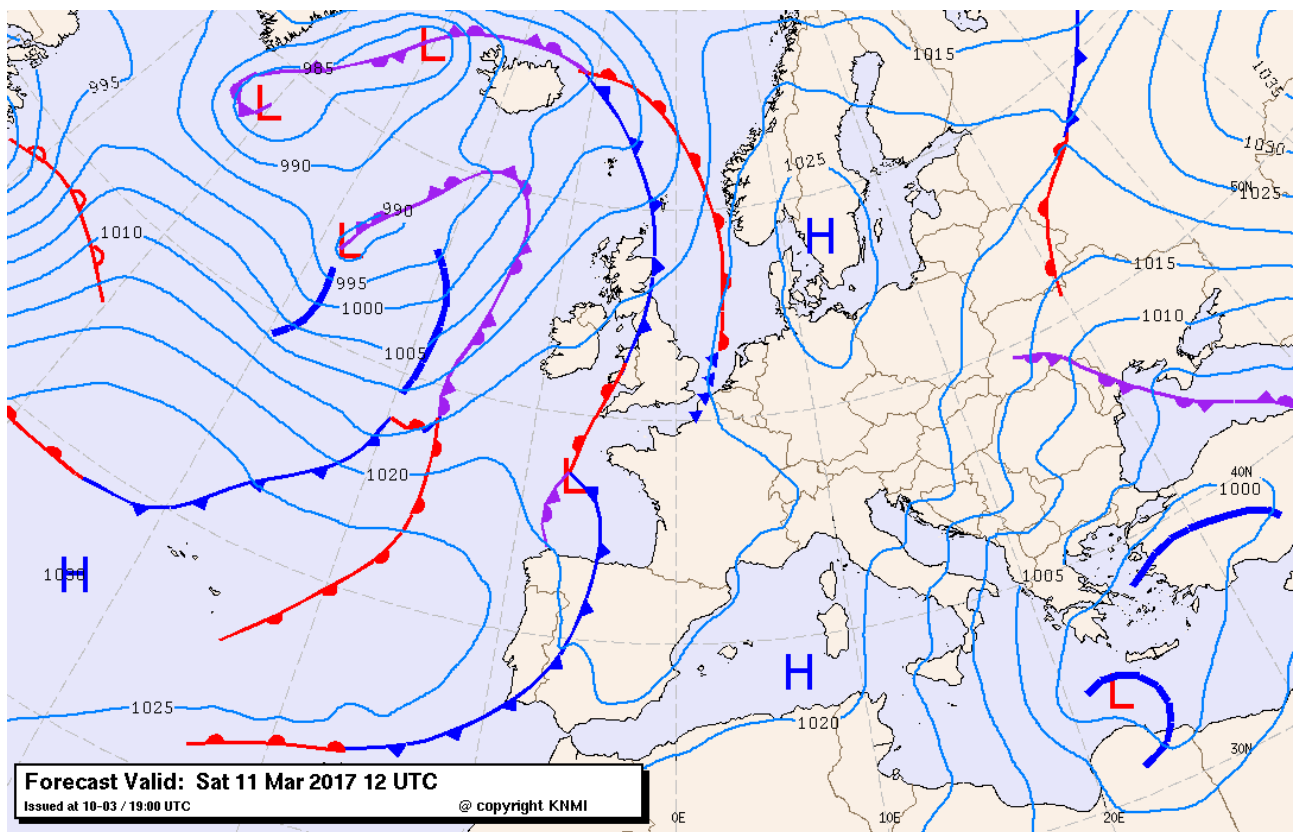 L
1015
985
1035
995
L
1030
990
1025
50N
1025
990
1010
H
L
1015
995
1000
1010
1005
40N
1020
L
1000
H
1030
1005
H
L
1025
1020
30N
Forecast Valid: Sat 11 Mar 2017 12 UTC
Issued at 10-03 / 19:00 UTC @ copyright KNMI
0E
10E
20E